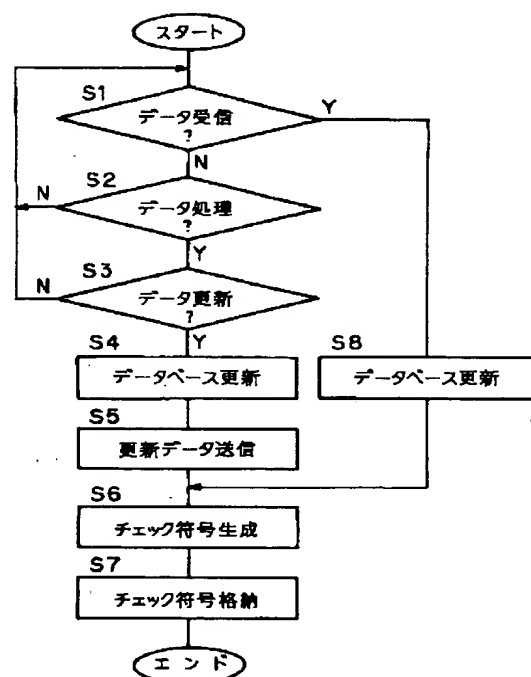 スタート
S1
データ受信
?
Y
N
S2
データ処理
?
N
Y
S3
データ更新
?
N
Y
S4
データベース更新
S8
データベース更新
S5
更新データ送信
S6
チェック符号生成
S7
チェック符号格納
エンド